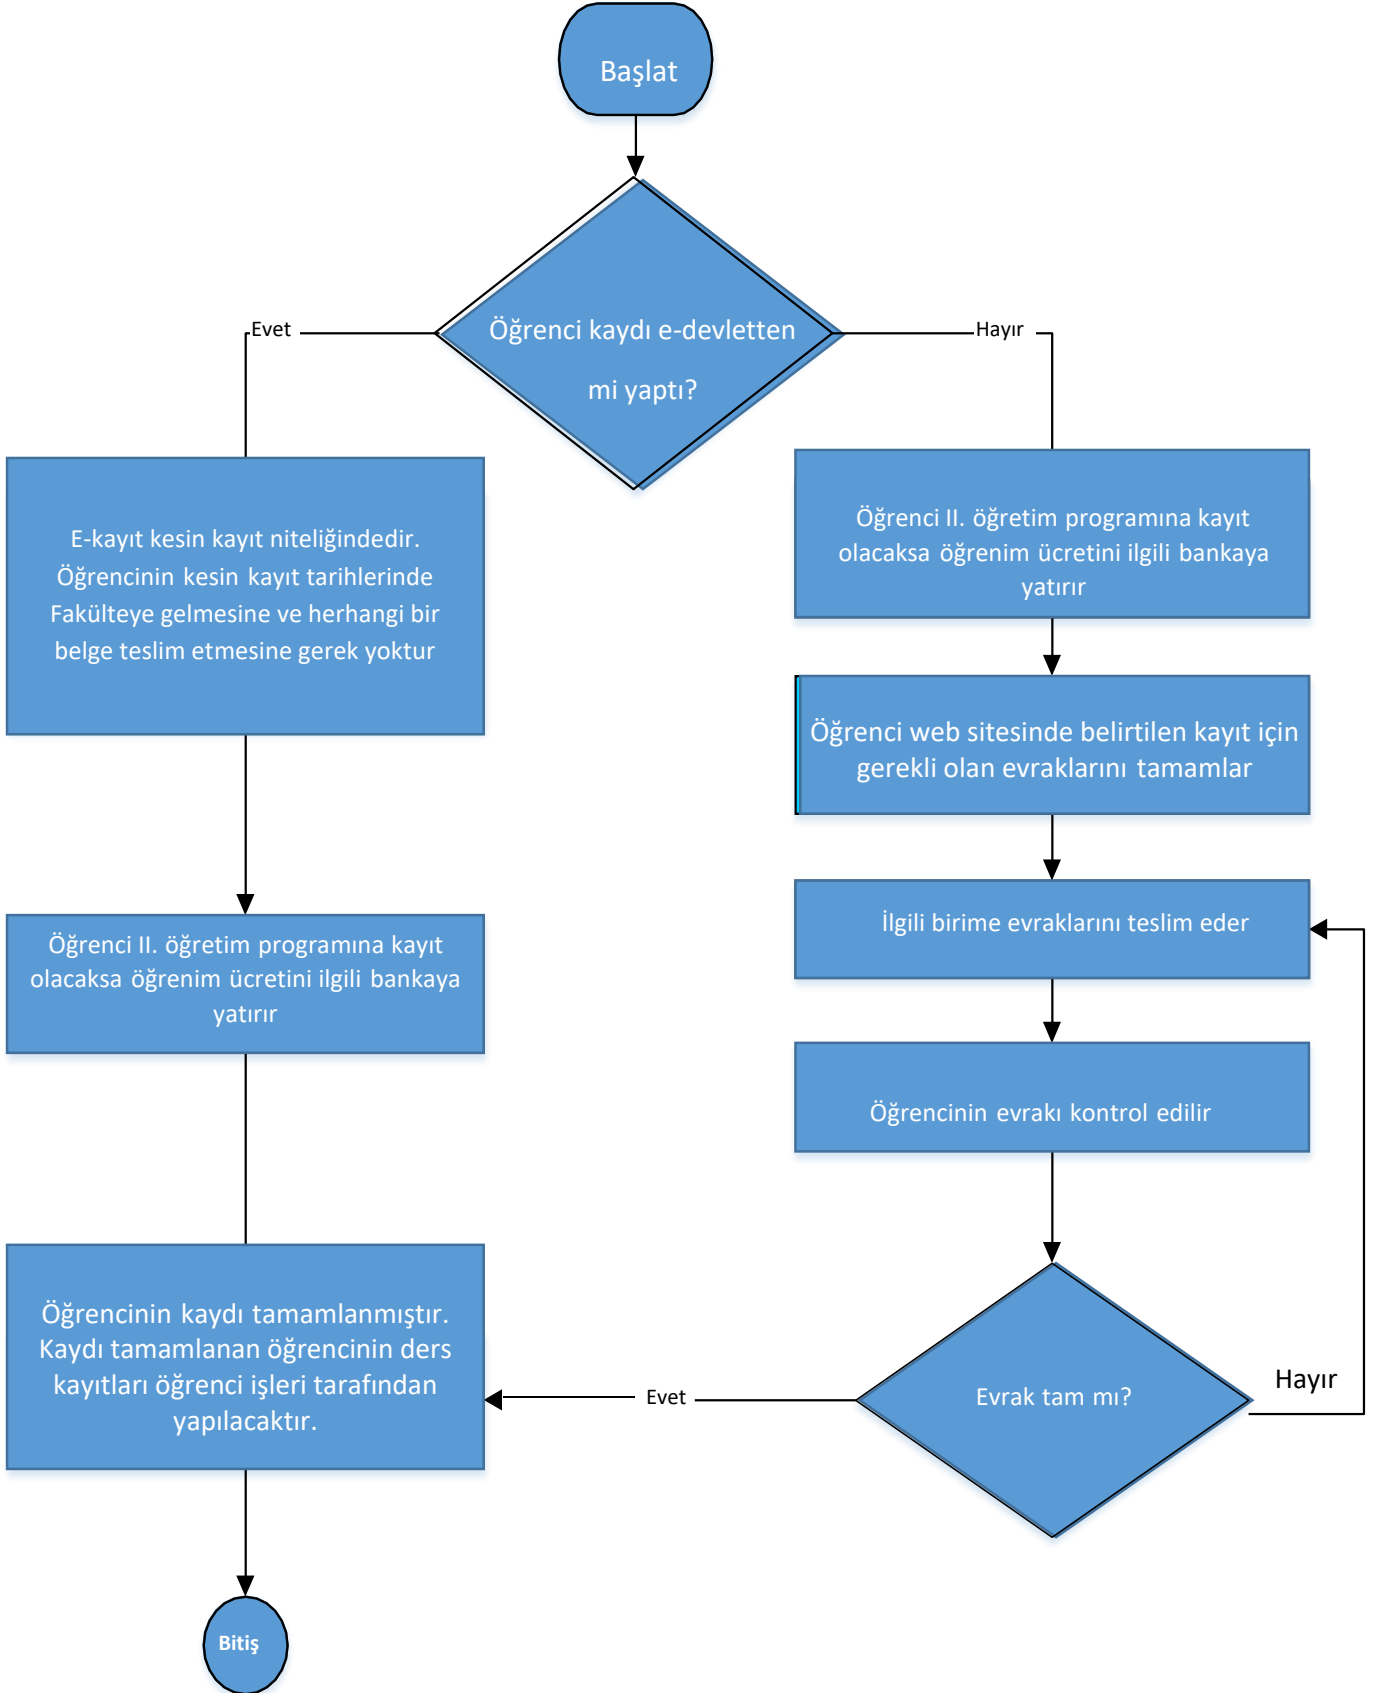 Başlat
Öğrenci kaydı e-devletten
mi yaptı?
Evet
Hayır
E-kayıt kesin kayıt niteliğindedir.
Öğrencinin kesin kayıt tarihlerinde
Fakülteye gelmesine ve herhangi bir
belge teslim etmesine gerek yoktur
Öğrenci II. öğretim programına kayıt
olacaksa öğrenim ücretini ilgili bankaya
yatırır
Öğrenci II. öğretim programına kayıt
olacaksa öğrenim ücretini ilgili bankaya
yatırır
Öğrenci web sitesinde belirtilen kayıt için
gerekli olan evraklarını tamamlar
İlgili birime evraklarını teslim eder
Öğrencinin evrakı kontrol edilir
Evrak tam mı?
Hayır
Evet
Öğrencinin kaydı tamamlanmıştır.
Kaydı tamamlanan öğrencinin ders
kayıtları öğrenci işleri tarafından
yapılacaktır.
Bitiş